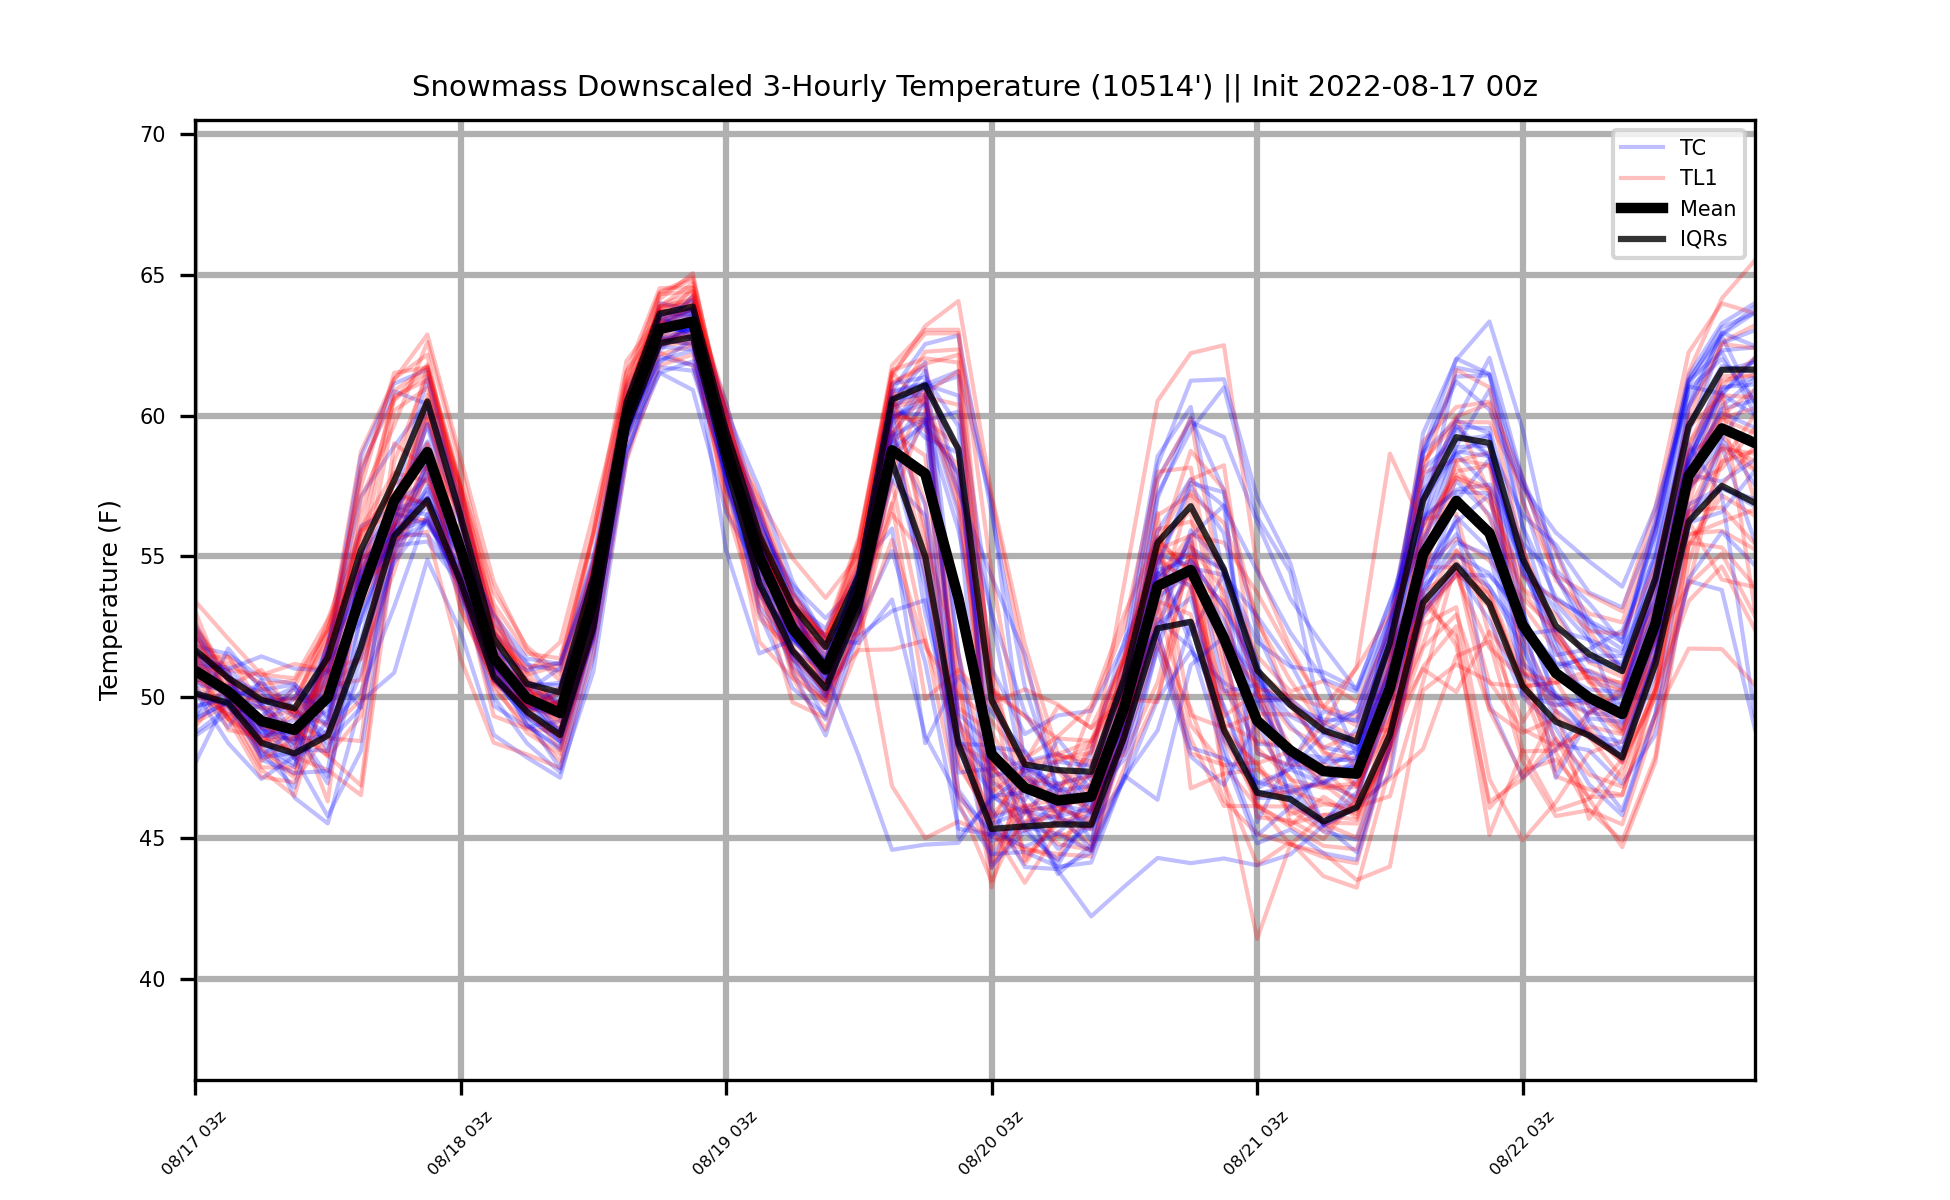 Snowmass Downscaled 3-Hourly Temperature (10514') || Init 2022-08-17 00z
TC
TL1
Mean
IQRs
Temperature (F)
70
65
60
55
50
45
40
08/17 03z
08/18 03z
08/19 03z
08/20 03z
08/21 03z
08/22 03z